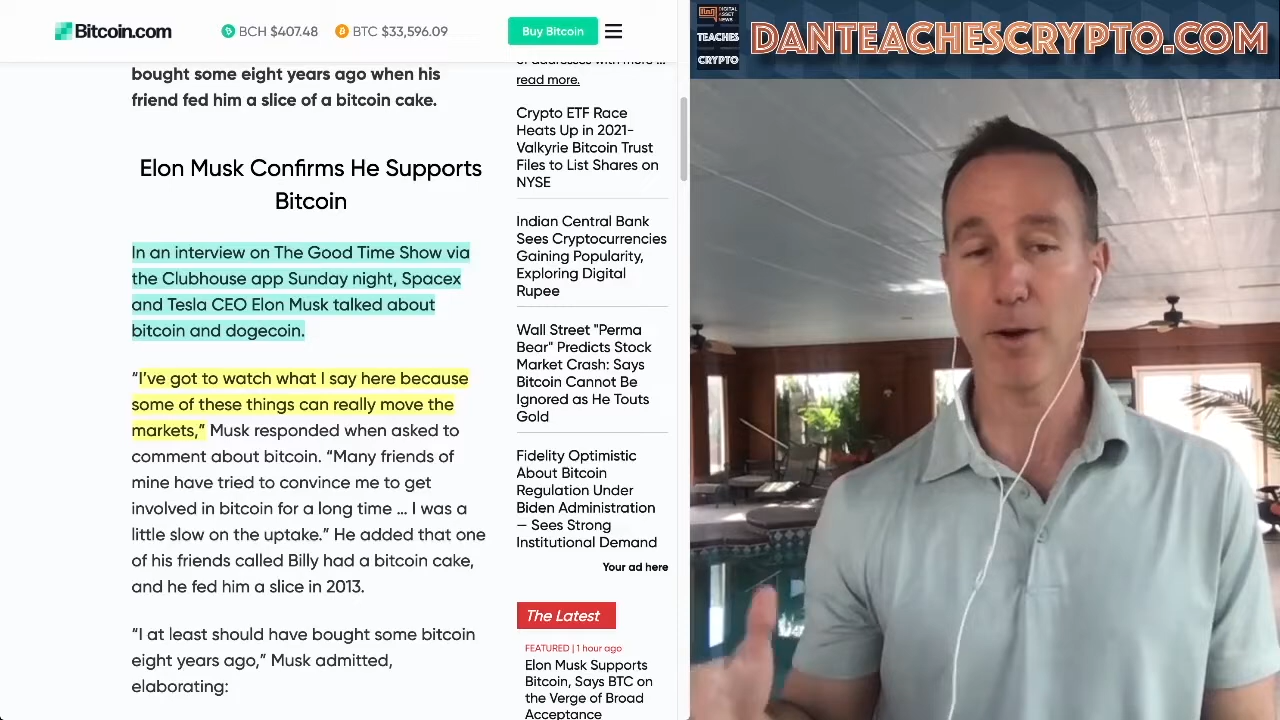 Bitcoin.com
BCH $407.48
BTC $33,596.09
Buy Bitcoin
bought some eight years ago when his
friend fed him a slice of a bitcoin cake.
Elon Musk Confirms He Supports
Bitcoin
In an interview on The Good Time Show via
the Clubhouse app Sunday night, Spacex
and Tesla CEO Elon Musk talked about
bitcoin and dogecoin.
“I’ve got to watch what I say here because
some of these things can really move the
markets,” Musk responded when asked to
comment about bitcoin. “Many friends of
mine have tried to convince me to get
involved in bitcoin for a long time … I was a
little slow on the uptake.” He added that one
of his friends called Billy had a bitcoin cake,
and he fed him a slice in 2013.
“I at least should have bought some bitcoin
eight years ago,” Musk admitted,
elaborating:
of addresses with more ...
read more.
Crypto ETF Race
Heats Up in 2021-
Valkyrie Bitcoin Trust
Files to List Shares on
NYSE
Indian Central Bank
Sees Cryptocurrencies
Gaining Popularity,
Exploring Digital
Rupee
Wall Street "Perma
Bear" Predicts Stock
Market Crash: Says
Bitcoin Cannot Be
Ignored as He Touts
Gold
Fidelity Optimistic
About Bitcoin
Regulation Under
Biden Administration
— Sees Strong
Institutional Demand
Your ad here
The Latest
FEATURED | 1 hour ago
Elon Musk Supports
Bitcoin, Says BTC on
the Verge of Broad
Acceptance
DIGITAL
ASSET
NEWS
TEACHES
CRYPTO
DANTEACHESCRYPTO.COM